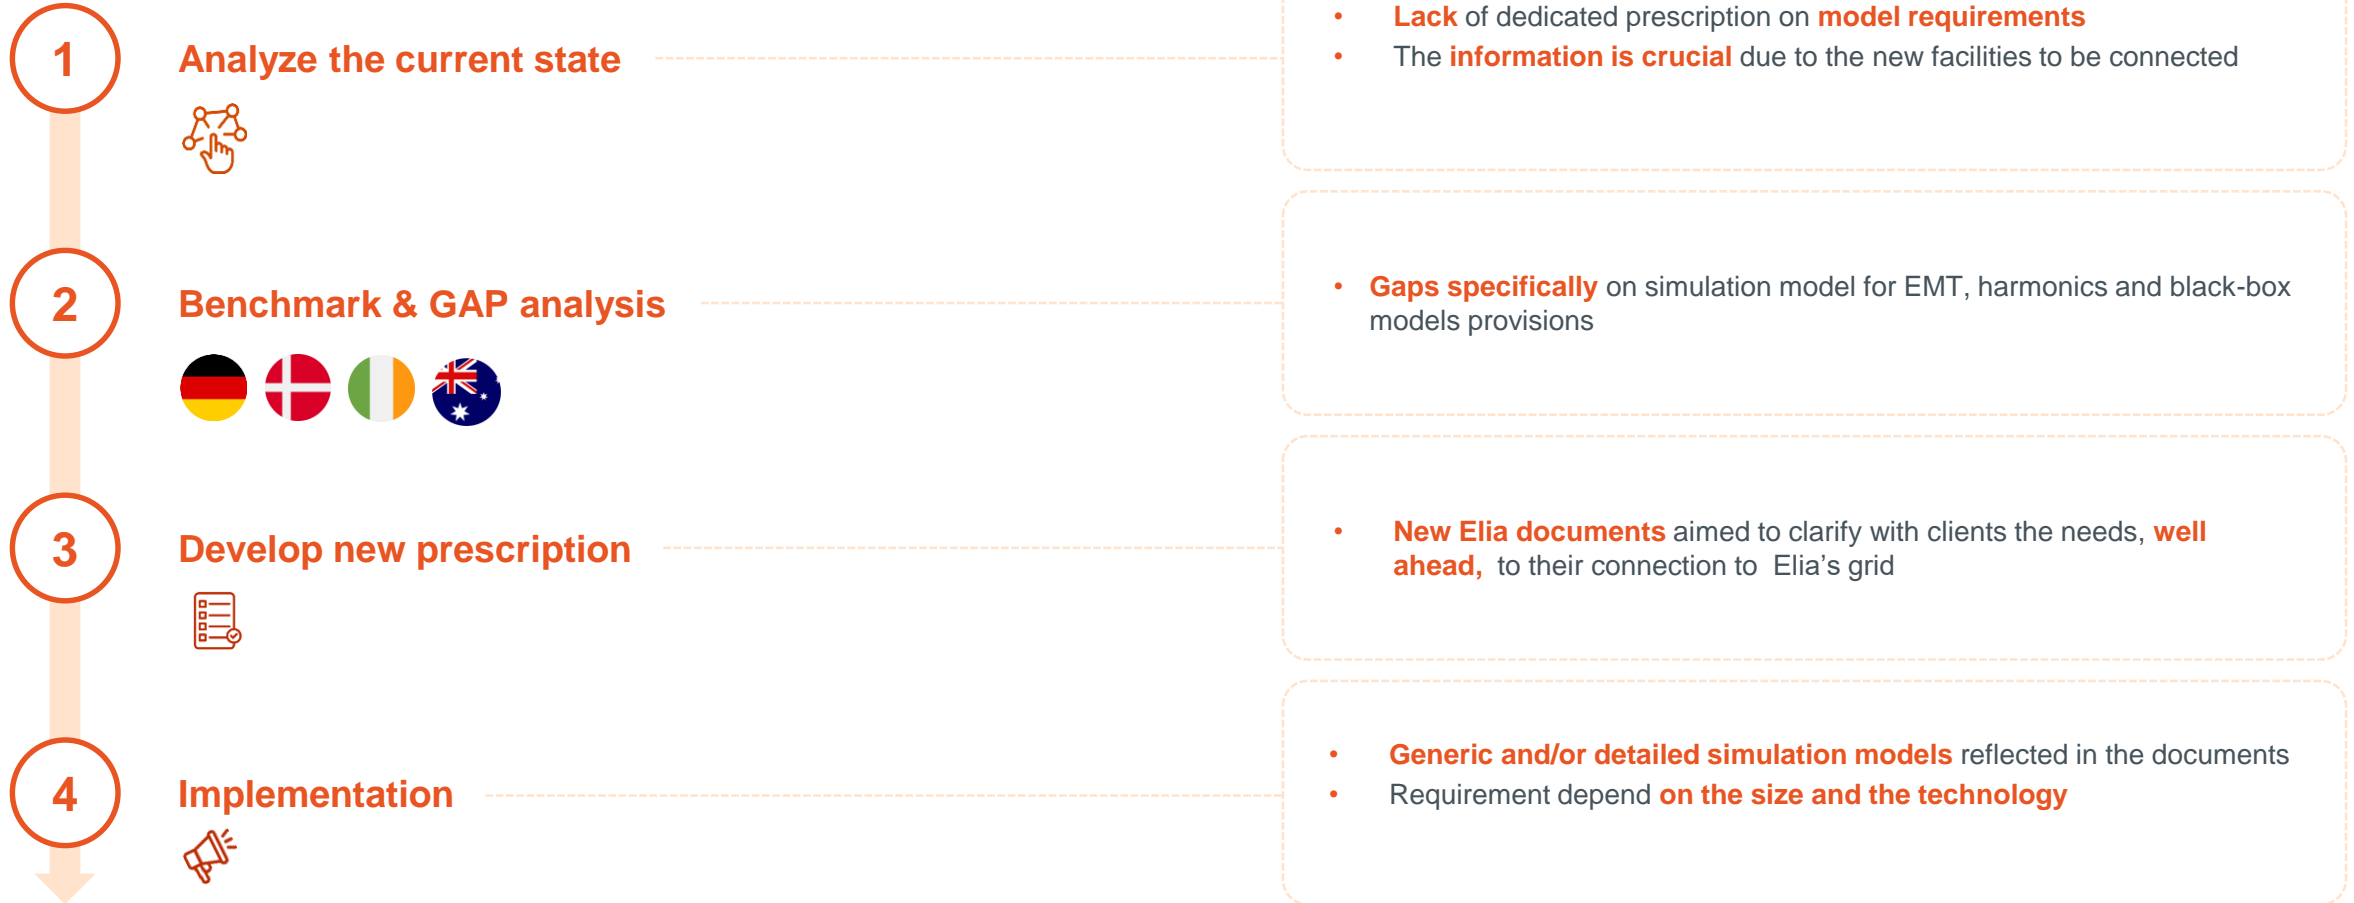 1
Analyze the current state
• Lack of dedicated prescription on model requirements
• The information is crucial due to the new facilities to be connected
2
Benchmark & GAP analysis
• Gaps specifically on simulation model for EMT, harmonics and black-box
models provisions
3
Develop new prescription
• New Elia documents aimed to clarify with clients the needs, well
ahead, to their connection to Elia's grid
4
Implementation
• Generic and/or detailed simulation models reflected in the documents
• Requirement depend on the size and the technology